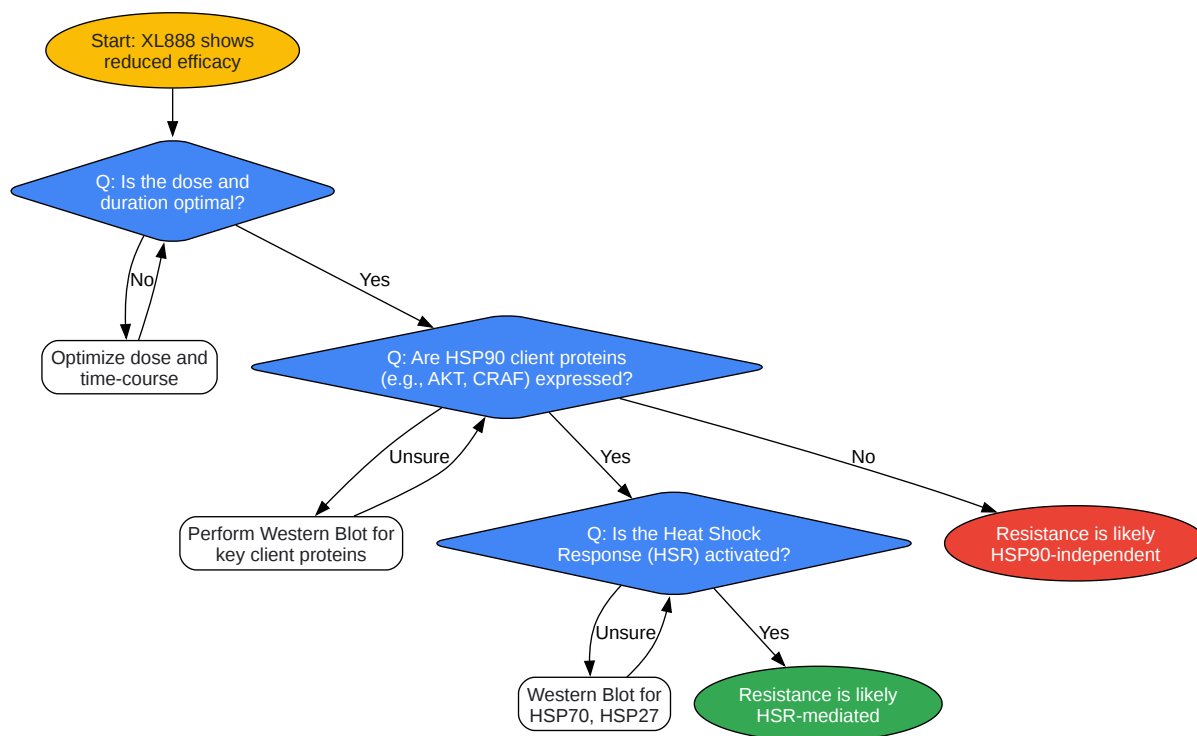 Start: XL888 shows
reduced efficacy
Q: Is the dose and
duration optimal?
No
Yes
Optimize dose and
time-course
Q: Are HSP90 client proteins
(e.g., AKT, CRAF) expressed?
Unsure
Yes
No
Perform Western Blot for
key client proteins
Q: Is the Heat Shock
Response (HSR) activated?
Resistance is likely
HSP90-independent
Unsure
Yes
Western Blot for
HSP70, HSP27
Resistance is likely
HSR-mediated